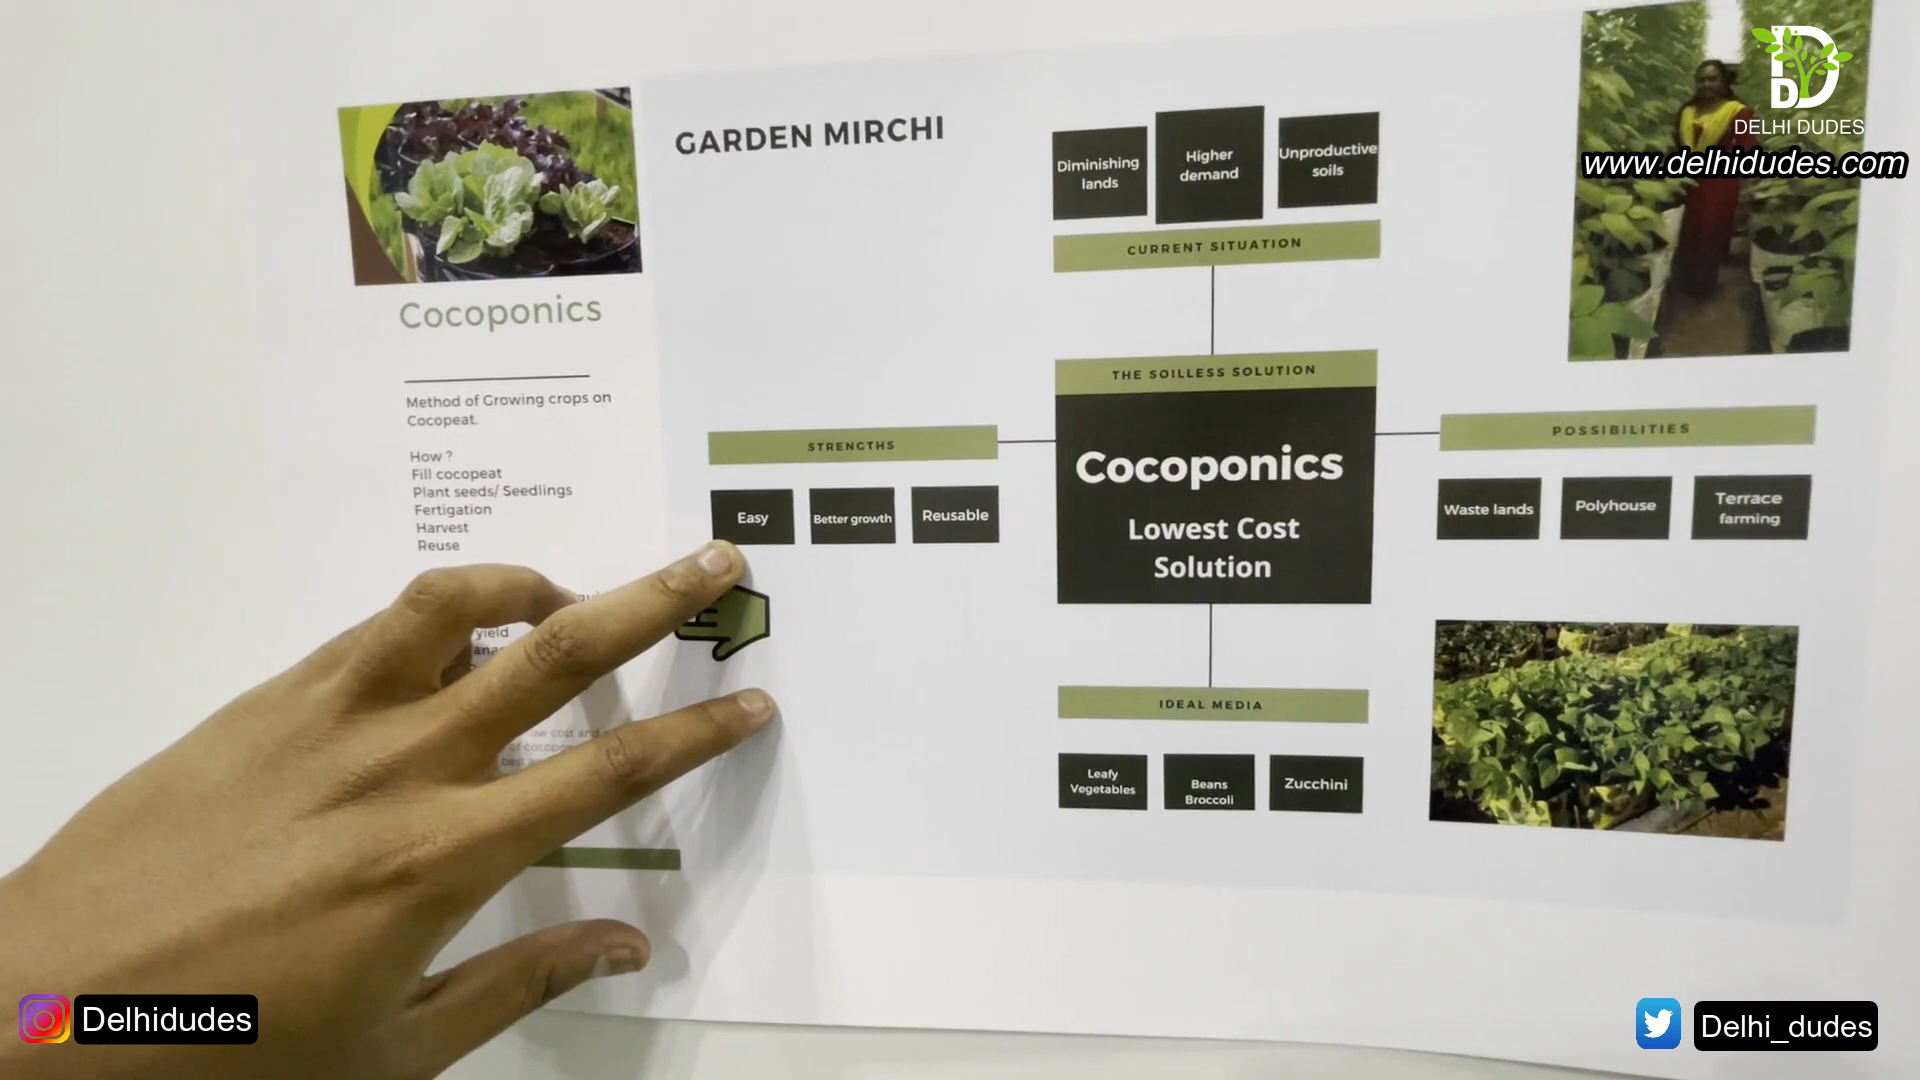 GARDEN MIRCHI
Cocoponics
Method of Growing crops on
Cocopeat.
How ?
Fill cocopeat
Plant seeds/ Seedlings
Fertigation
Harvest
Reuse
yield
cost and
of
Diminishing
lands
Higher
demand
Unproductive
soils
CURRENT SITUATION
THE SOILLESS SOLUTION
Cocoponics
Lowest Cost
Solution
STRENGTHS
Easy
Better growth
Reusable
POSSIBILITIES
Waste lands
Polyhouse
Terrace
farming
IDEAL MEDIA
Leafy
Vegetables
Beans
Broccoli
Zucchini
DELHI DUDES
www.delhidudes.com
Delhidudes
Delhi_dudes